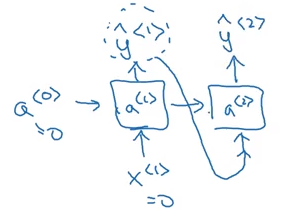 ŷ<1> ŷ<2>
a<0> a<1> a<2>
=0
x<1>
=0